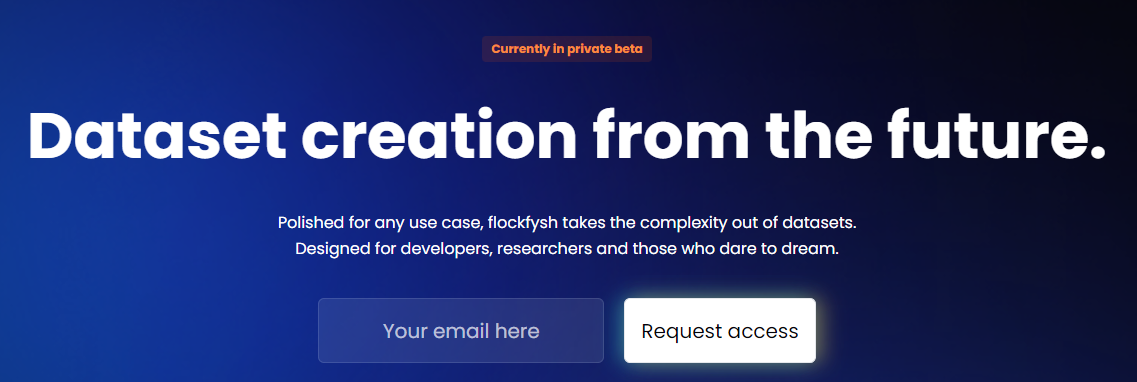 Currently in private beta
Dataset creation from the future.
Polished for any use case, flockfysh takes the complexity out of datasets.
Designed for developers, researchers and those who dare to dream.
Your email here
Request access